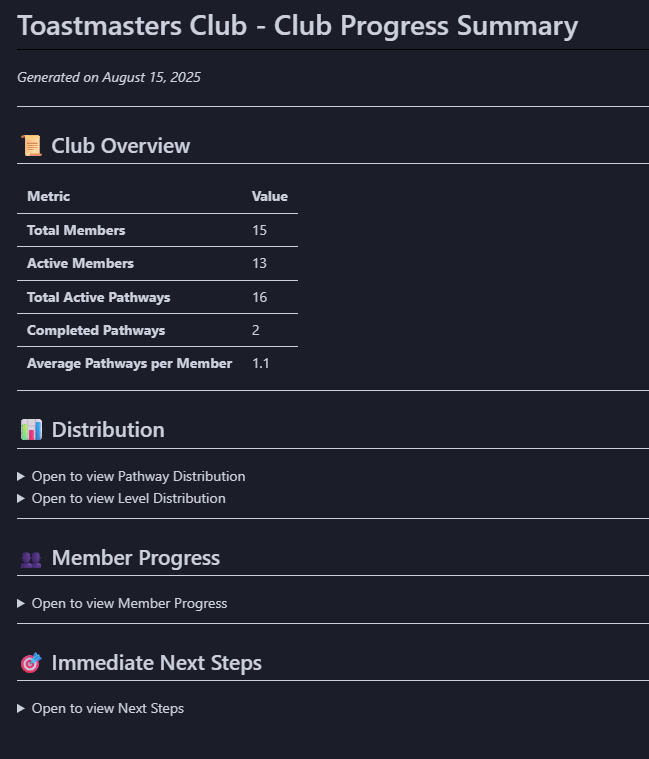 Toastmasters Club - Club Progress Summary
Generated on August 15, 2025
Club Overview
Metric Value
Total Members 15
Active Members 13
Total Active Pathways 16
Completed Pathways 2
Average Pathways per Member 1.1
Distribution
Open to view Pathway Distribution
Open to view Level Distribution
Member Progress
Open to view Member Progress
Immediate Next Steps
Open to view Next Steps